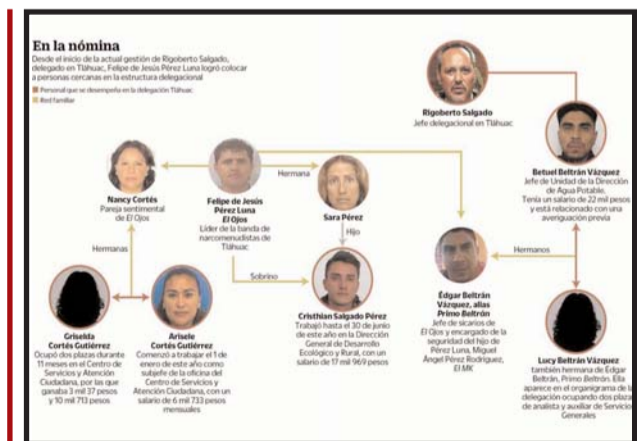 En la nómina
Desde el inicio de la actual gestión de Rigoberto Salgado,
delegado en Tláhuac, Felipe de Jesús Pérez Luna logró colocar
a personas cercanas en la estructura delegacional
Personal que se desempeña en la delegación Tláhuac
Red familiar
Rigoberto Salgado
Jefe delegacional en Tláhuac
Betuel Beltrán Vázquez
Jefe de Unidad de la Dirección
de Agua Potable.
Tenía un salario de 22 mil pesos
y está relacionado con una
averiguación previa
Nancy Cortés
Pareja sentimental
de El Ojos
Felipe de Jesús
Pérez Luna
El Ojos
Líder de la banda de
narcomenudistas de
Tláhuac
Hermana
Sara Pérez
Hijo
Hermanas
Sobrino
Hermanos
Griselda
Cortés Gutiérrez
Ocupó dos plazas durante
11 meses en el Centro de
Servicios y Atención
Ciudadana, por las que
ganaba 3 mil 37 pesos
y 10 mil 713 pesos
Arisele
Cortés Gutiérrez
Comenzó a trabajar el 1 de
enero de este año como
subjefe de la oficina del
Centro de Servicios y
Atención Ciudadana, con un
salario de 6 mil 733 pesos
mensuales
Cristhian Salgado Pérez
Trabajó hasta el 30 de junio
de este año en la Dirección
General de Desarrollo
Ecológico y Rural, con un
salario de 17 mil 969 pesos
Édgar Beltrán
Vázquez, alias
Primo Beltrón
Jefe de sicarios de
El Ojos y encargado de la
seguridad del hijo de
Pérez Luna, Miguel
Ángel Pérez Rodríguez,
El MK
Lucy Beltrán Vázquez
también hermana de Édgar
Beltrán, Primo Beltrón. Ella
aparece en el organigrama de la
delegación ocupando dos plaza
de analista y auxiliar de Servicio
Generales